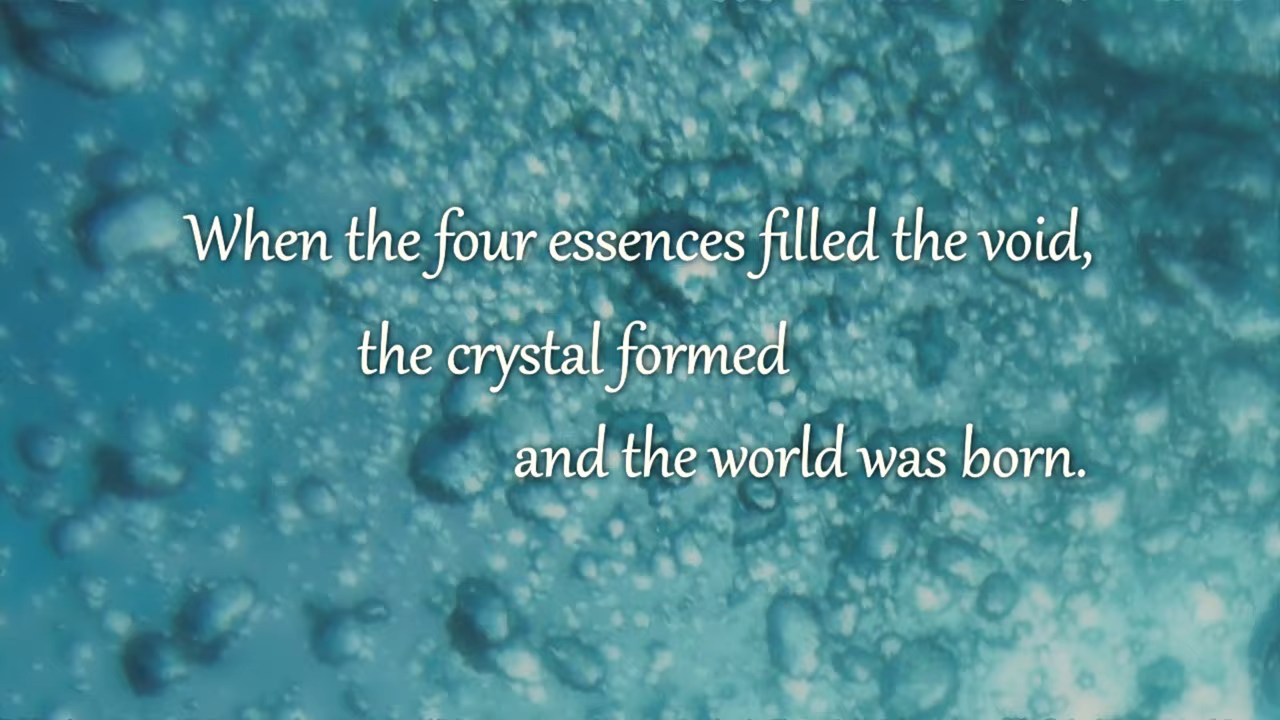 When the four essences filled the void,
the crystal formed
and the world was born.